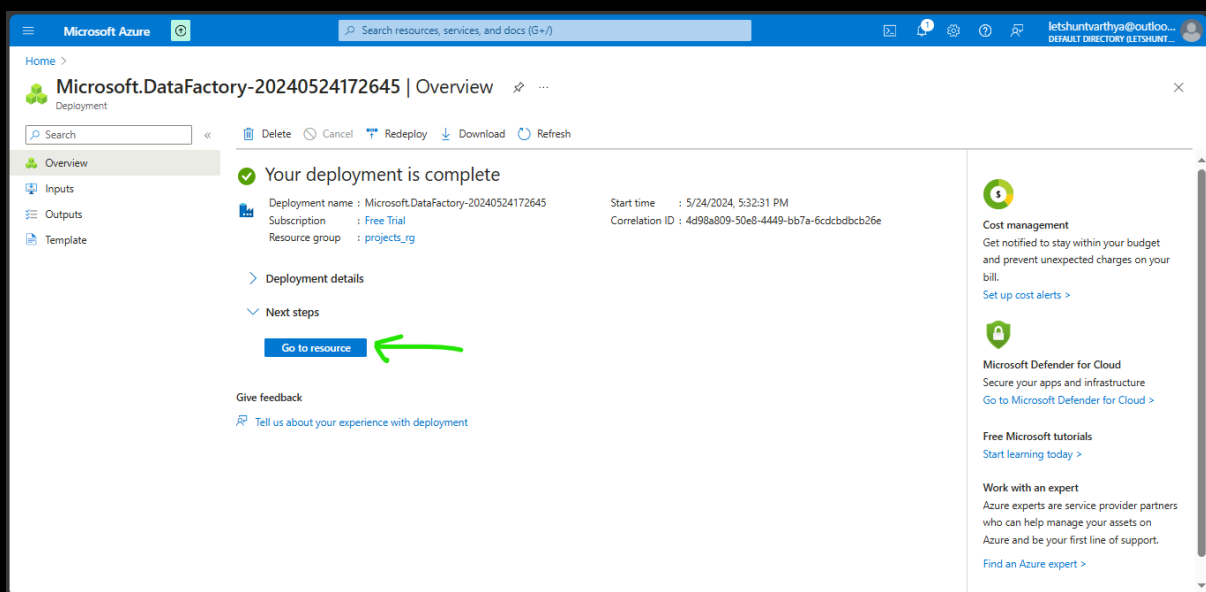 Microsoft Azure
Search resources, services, and docs (G+/)
1
letshuntvarthya@outloo...
DEFAULT DIRECTORY (LETSHUNT...
Home >
Microsoft.DataFactory-20240524172645 | Overview
Deployment
Search
Delete
Cancel
Redeploy
Download
Refresh
Overview
Inputs
Outputs
Template
Your deployment is complete
Deployment name : Microsoft.DataFactory-20240524172645
Subscription : Free Trial
Resource group : projects_rg
Start time : 5/24/2024, 5:32:31 PM
Correlation ID : 4d98a809-50e8-4449-bb7a-6cdcbdbcb26e
Deployment details
Next steps
Go to resource
Give feedback
Tell us about your experience with deployment
Cost management
Get notified to stay within your budget
and prevent unexpected charges on your
bill.
Set up cost alerts >
Microsoft Defender for Cloud
Secure your apps and infrastructure
Go to Microsoft Defender for Cloud >
Free Microsoft tutorials
Start learning today >
Work with an expert
Azure experts are service provider partners
who can help manage your assets on
Azure and be your first line of support.
Find an Azure expert >